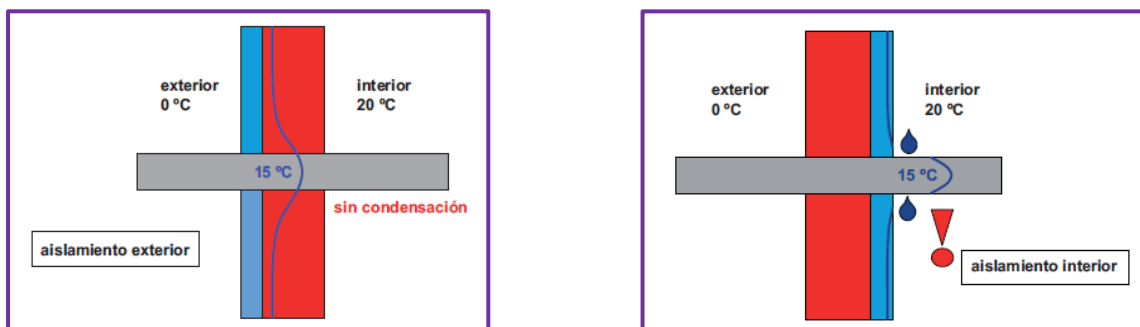 exterior
0 ºC
interior
20 ºC
15 ºC
sin condensación
aislamiento exterior
exterior
0 ºC
interior
20 ºC
15 ºC
aislamiento interior